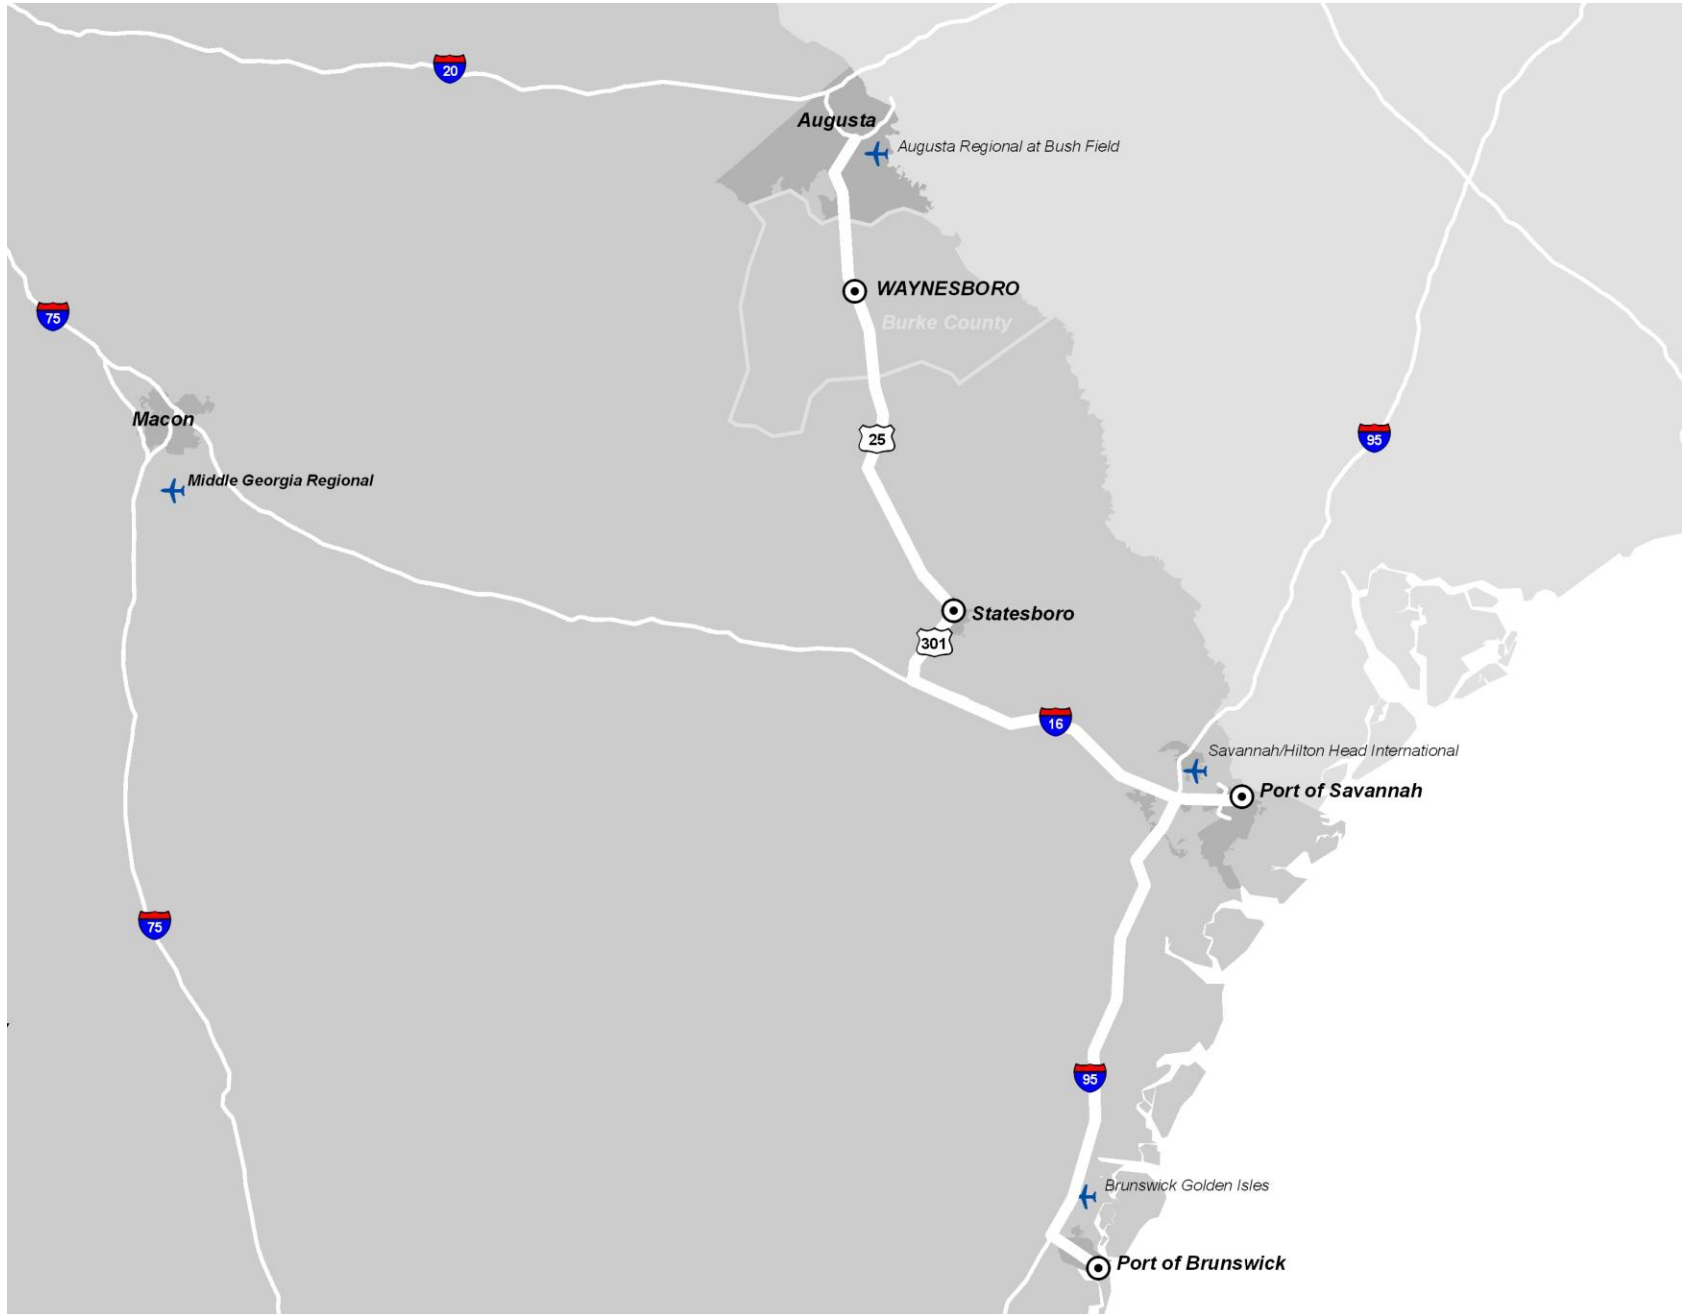 20
Augusta
Augusta Regional at Bush Field
WAYNESBORO
75
Burke County
Macon
25
95
Middle Georgia Regional
Statesboro
301
16
Savannah/Hilton Head International
Port of Savannah
75
95
Brunswick Golden Isles
Port of Brunswick